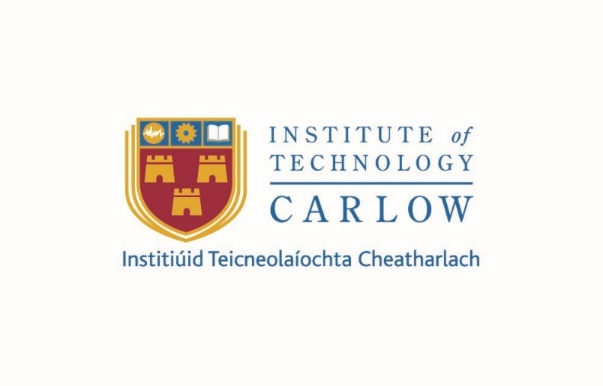 INSTITUTE of
TECHNOLOGY
CARLOW
Institiúid Teicneolaíochta Cheatharlach